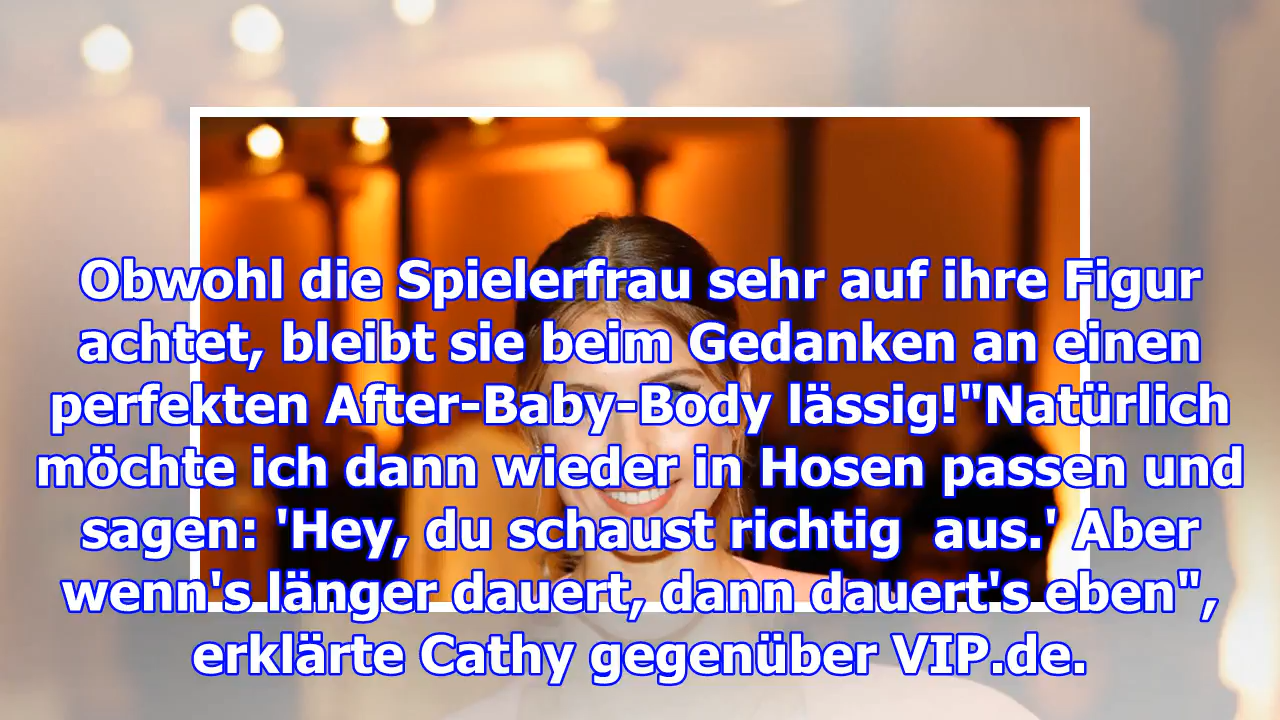 Obwohl die Spielerfrau sehr auf ihre Figur
achtet, bleibt sie beim Gedanken an einen
perfekten After-Baby-Body lässig!"Natürlich
möchte ich dann wieder in Hosen passen und
sagen: 'Hey, du schaust richtig  aus.' Aber
wenn's länger dauert, dann dauert's eben",
erklärte Cathy gegenüber VIP.de.